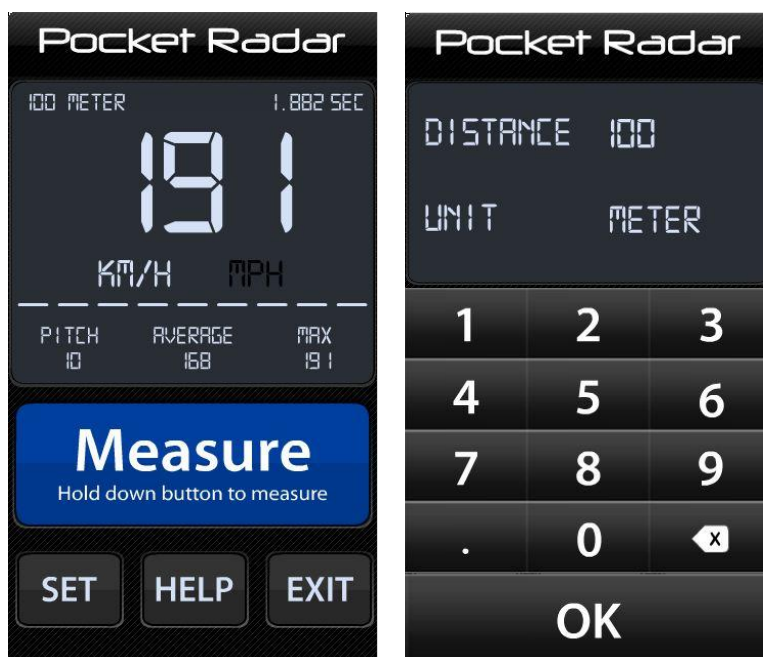 Pocket Radar
100 METER 1.882 SEC
191
KM/H MPH
PITCH AVERAGE MAX
10 168 191
Measure
Hold down button to measure
SET HELP EXIT
Pocket Radar
DISTANCE 100
UNIT METER
1 2 3
4 5 6
7 8 9
. 0 X
OK